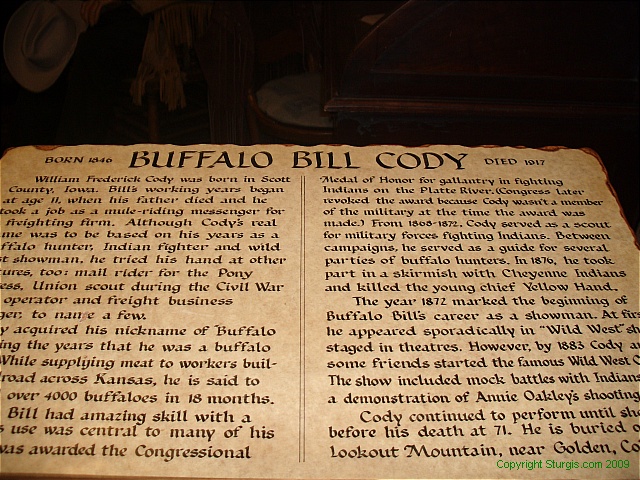 BORN 1846 BUFFALO BILL CODY DIED 1917
William Frederick Cody was born in Scott
County, Iowa. Bill's working years began
at age 11, when his father died and he
took a job as a mule-riding messenger for
freighting firm. Although Cody's real
me was to be based on his years as a
ffalo hunter, Indian fighter and wild
st showman, he tried his hand at other
tures, too: mail rider for the Pony
ess, Union scout during the Civil War
operator and freight business
ger, to name a few.
y acquired his nickname of "Buffalo
ing the years that he was a buffalo
While supplying meat to workers buil-
road across Kansas, he is said to
over 4000 buffaloes in 18 months.
Bill had amazing skill with a
s use was central to many of his
was awarded the Congressional
Medal of Honor for gallantry in fighting
Indians on the Platte River. (Congress later
revoked the award because Cody wasn't a member
of the military at the time the award was
made.) From 1868-1872, Cody served as a scout
for military forces fighting Indians. Between
campaigns, he served as a guide for several
parties of buffalo hunters. In 1876, he took
part in a skirmish with Cheyenne Indians
and killed the young chief Yellow Hand.
The year 1872 marked the beginning of
Buffalo Bill's career as a showman. At firs
he appeared sporadically in "Wild West" sh
staged in theatres. However, by 1883 Cody a
some friends started the famous Wild West
The show included mock battles with Indians
a demonstration of Annie Oakley's shooting
Cody continued to perform until sh
before his death at 71. He is buried o
Lookout Mountain, near Golden, Co
Copyright Sturgis.com 2009